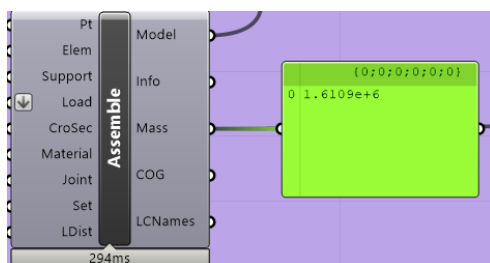 Pt
Elem
Support
Load
CroSec
Material
Joint
Set
LDist
Assemble
Model
Info
Mass
COG
LCNames
294ms
{0;0;0;0;0;0}
0 1.6109e+6